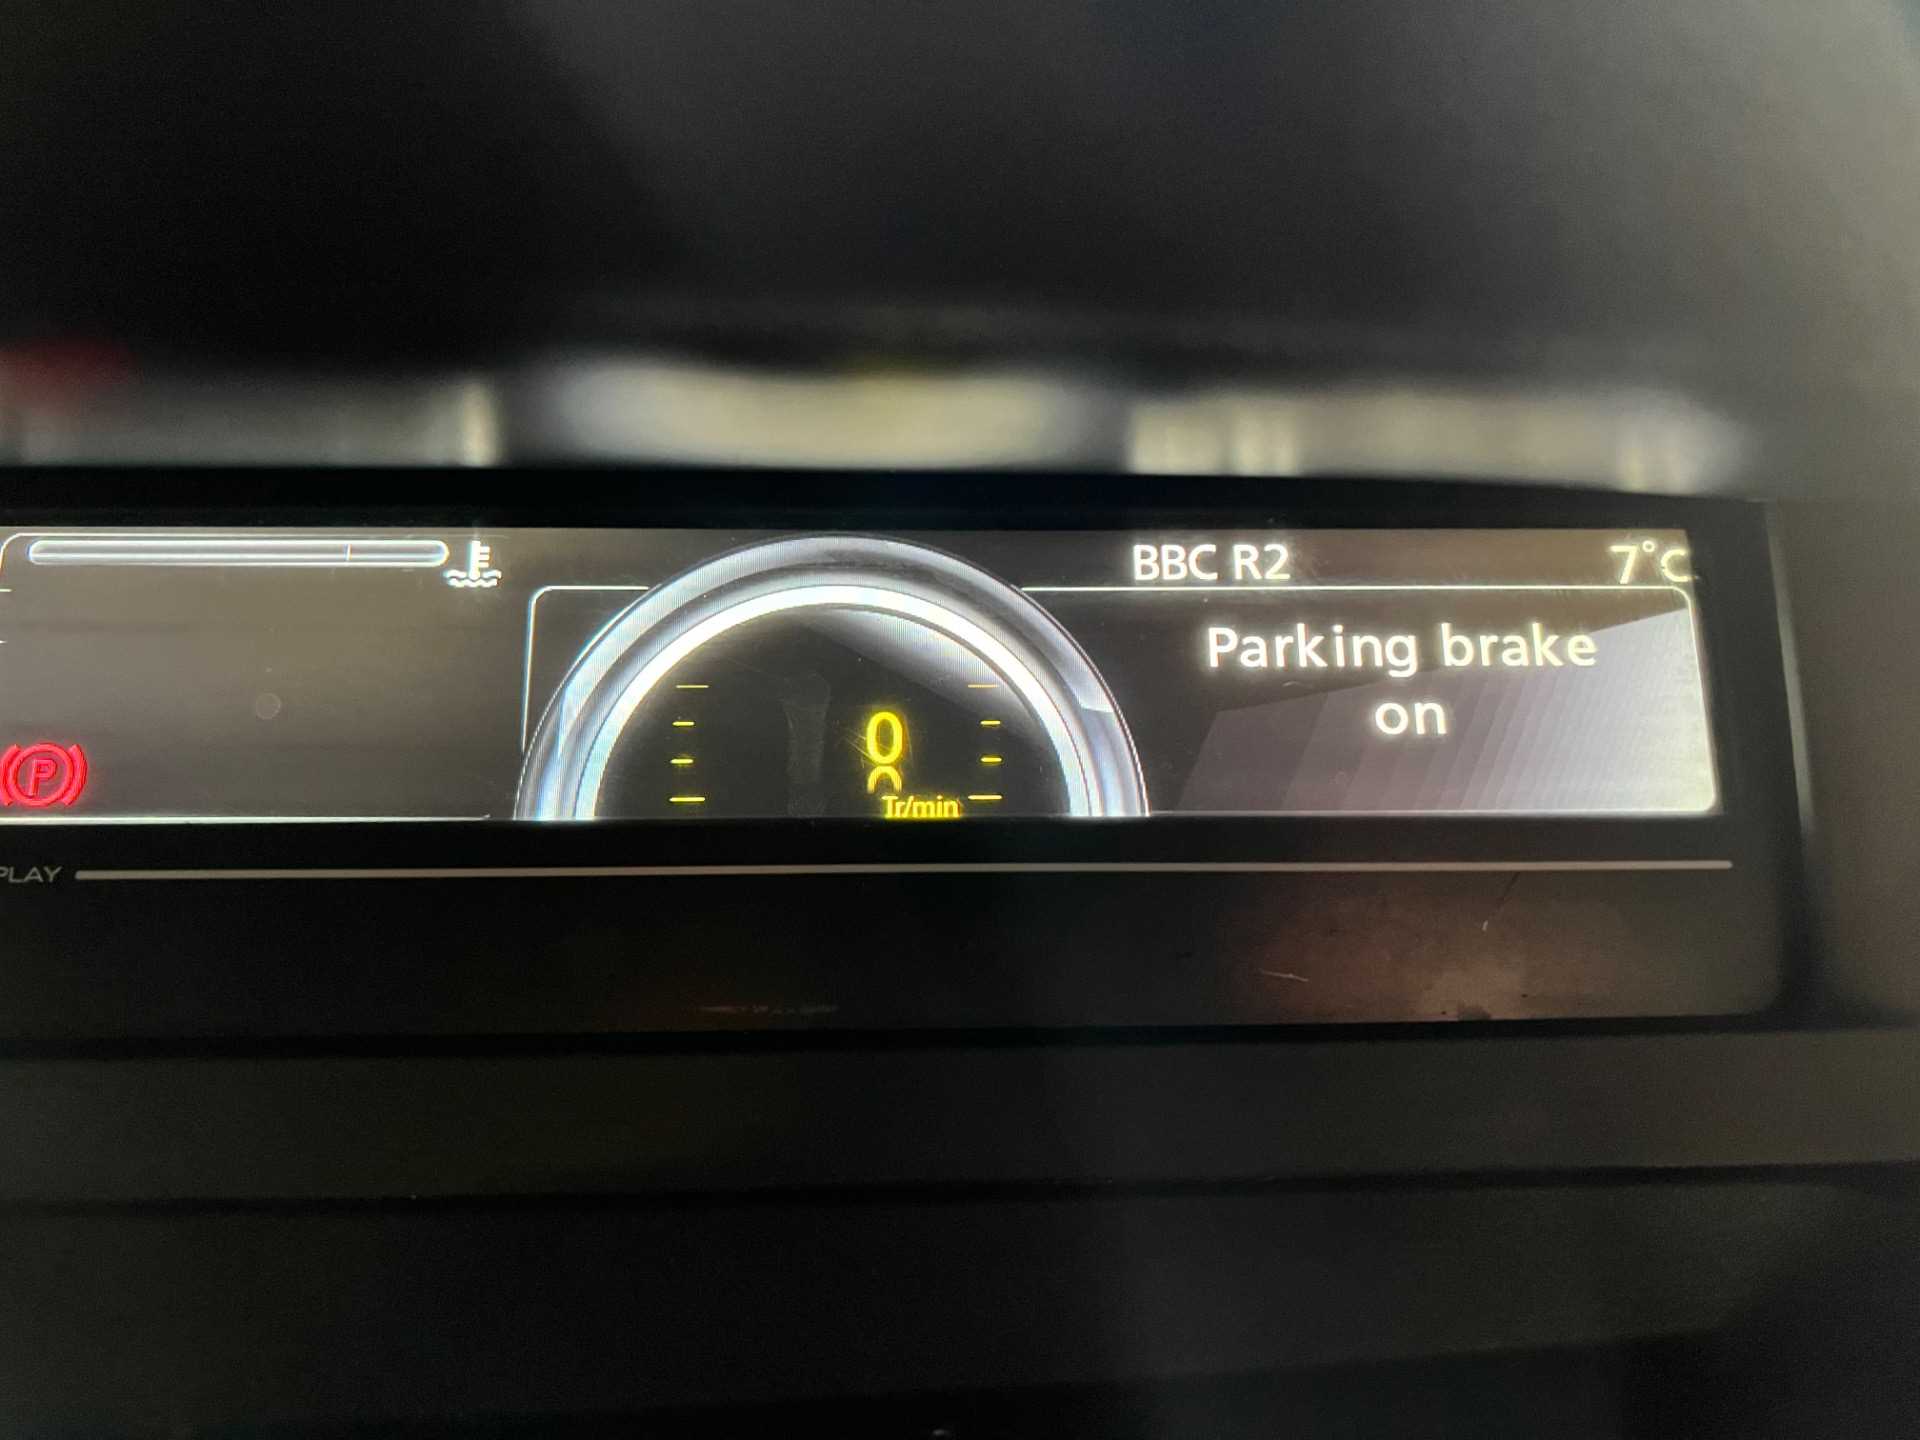 BBC R2
7°C
Parking brake
on
P
0
Tr/min
PLAY